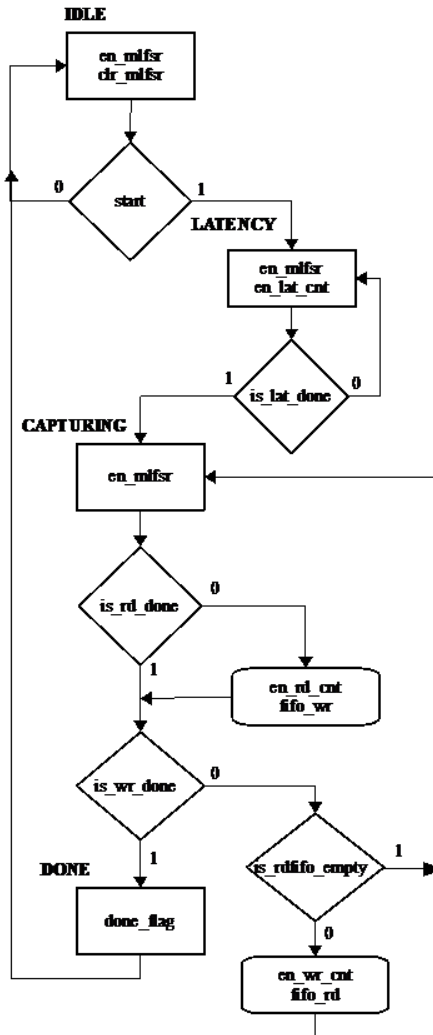 IDLE
en_mlfsr
clr_mlfsr
0
start
1
LATENCY
en_mlfsr
en_lat_cnt
1
is_lat_done
0
CAPTURING
en_mlfsr
0
is_rd_done
1
en_rd_cnt
fifo_wr
is_wr_done
0
1
is_rdfifo_empty
1
DONE
done_flag
0
en_wr_cnt
fifo_rd